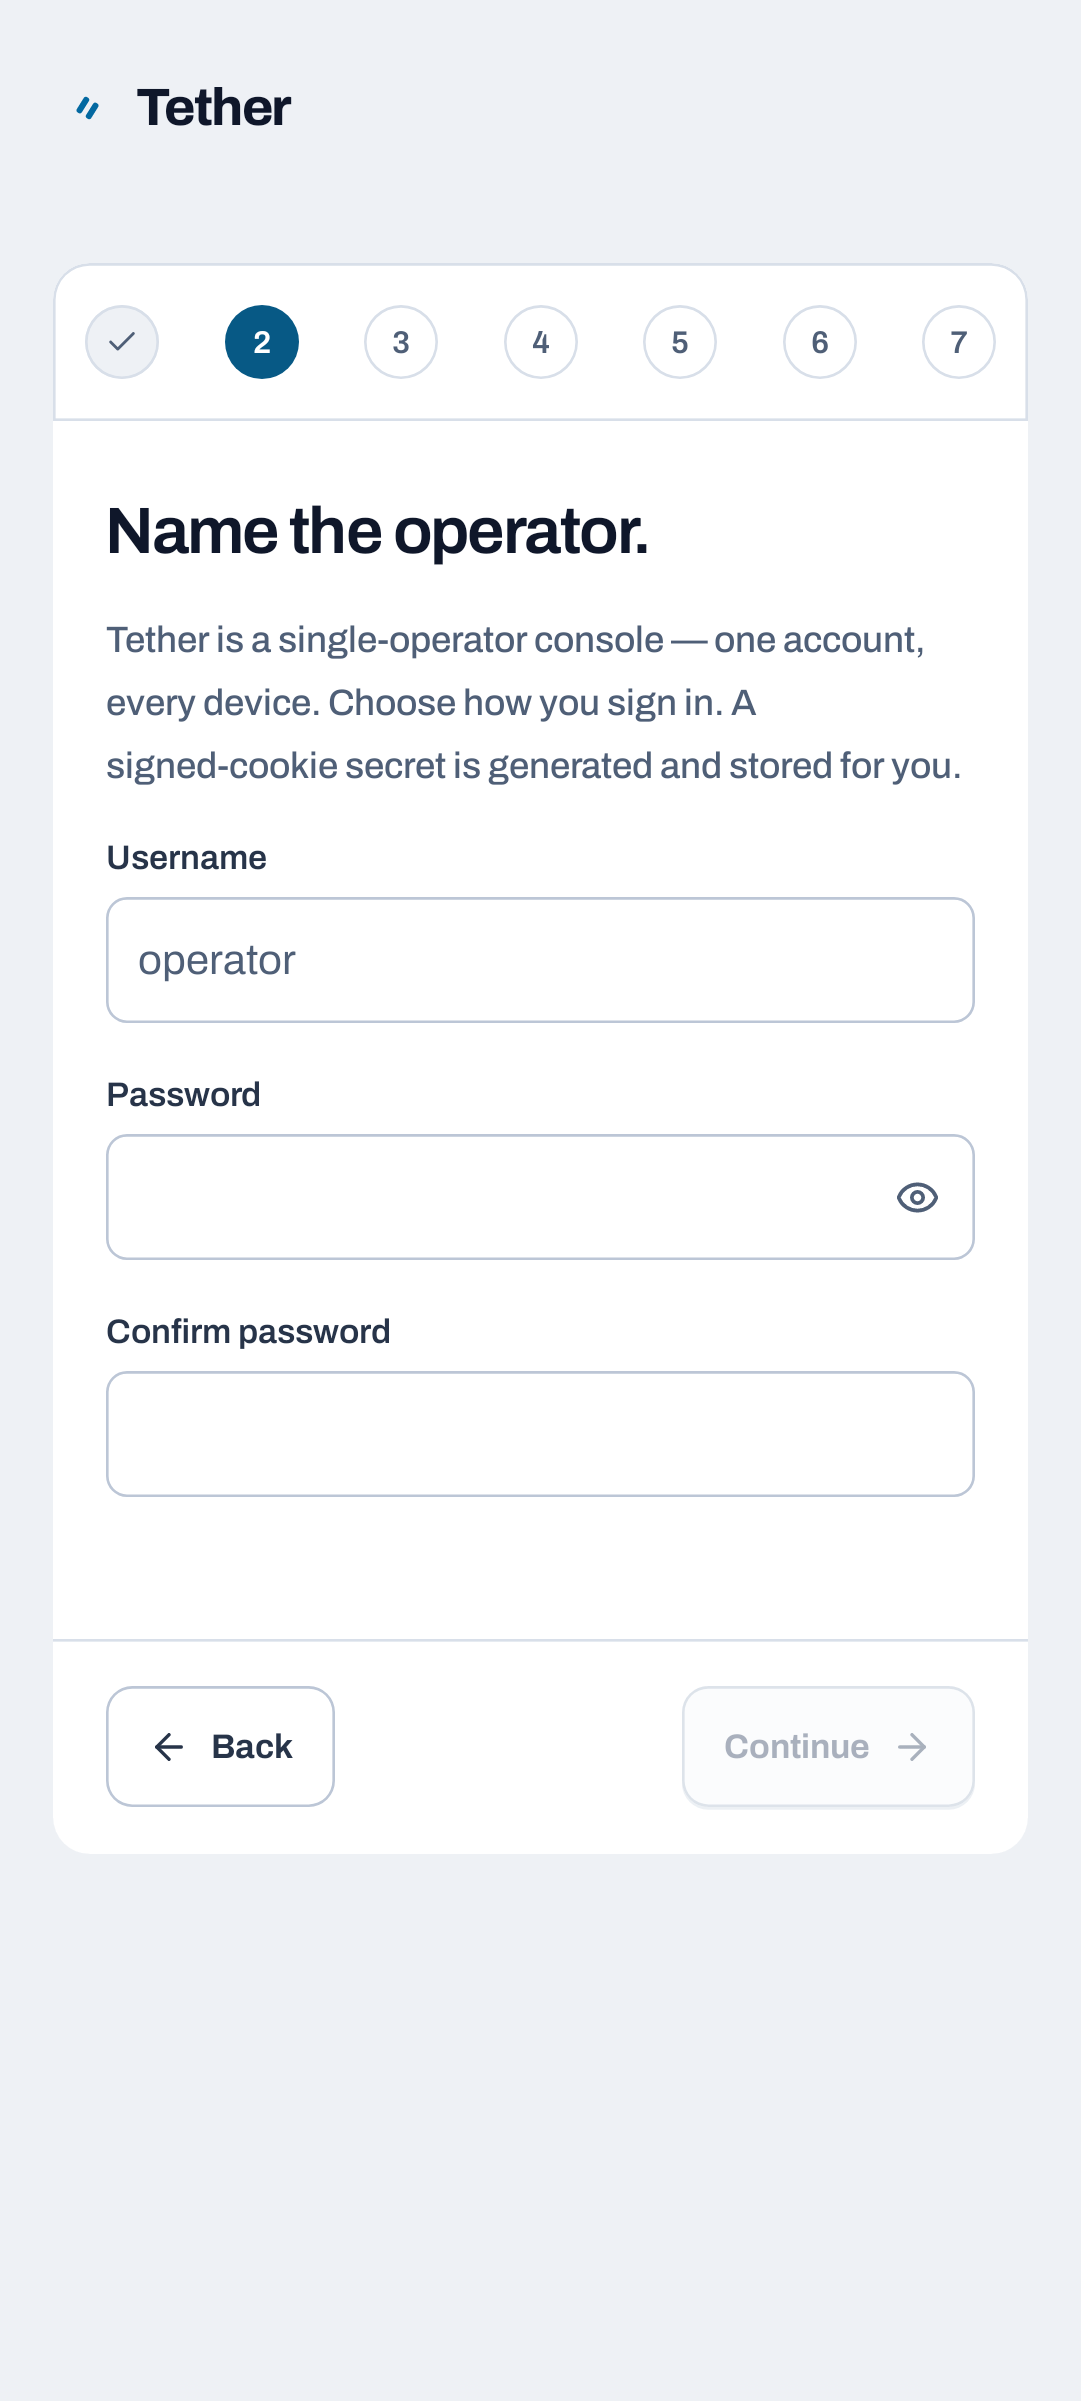 Tether
2 3 4 5 6 7
Name the operator.
Tether is a single-operator console — one account,
every device. Choose how you sign in. A
signed-cookie secret is generated and stored for you.
Username
operator
Password
Confirm password
Back
Continue